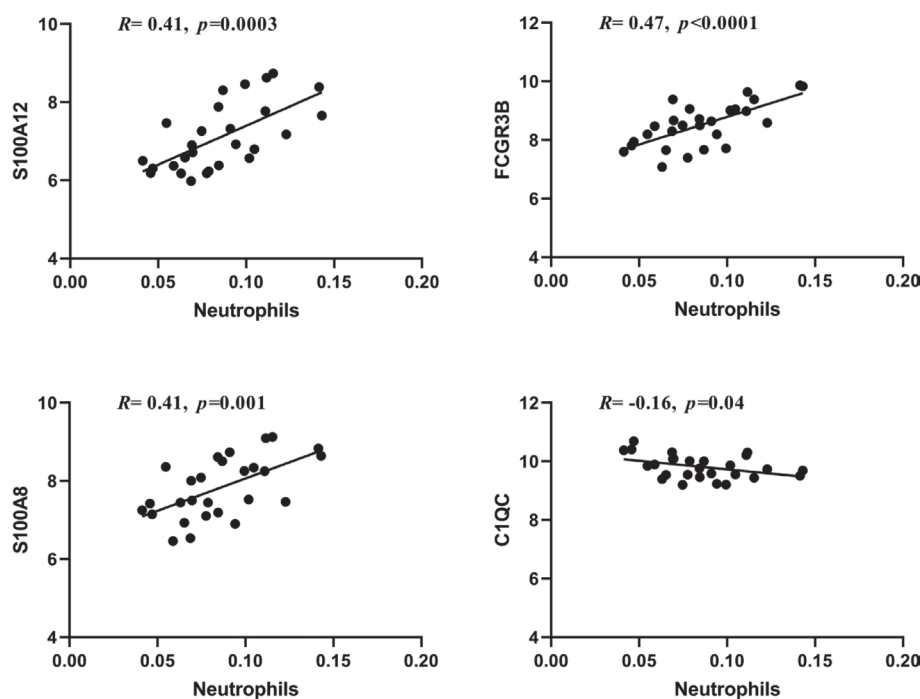 R= 0.41, p=0.0003
10
8
6
4
S100A12
0.00 0.05 0.10 0.15 0.20
Neutrophils
R= 0.47, p<0.0001
12
10
8
6
4
FCGR3B
0.00 0.05 0.10 0.15 0.20
Neutrophils
R= 0.41, p=0.001
10
8
6
4
S100A8
0.00 0.05 0.10 0.15 0.20
Neutrophils
R= -0.16, p=0.04
12
10
8
6
4
C1QC
0.00 0.05 0.10 0.15 0.20
Neutrophils